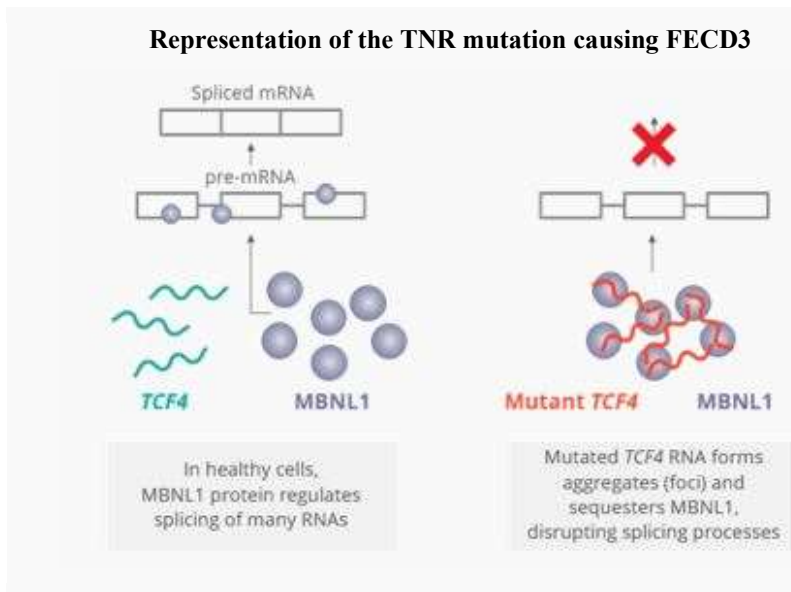 Representation of the TNR mutation causing FECD3
Spliced mRNA
pre-mRNA
TCF4
MBNL1
In healthy cells,
MBNL1 protein regulates
splicing of many RNAs
Mutant TCF4
MBNL1
Mutated TCF4 RNA forms
aggregates (foci) and
sequesters MBNL1,
disrupting splicing processes